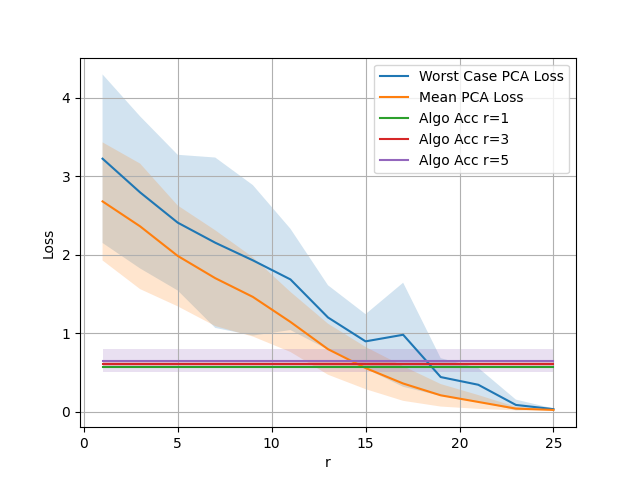 Worst Case PCA Loss
Mean PCA Loss
Algo Acc r=1
Algo Acc r=3
Algo Acc r=5
4
3
2
1
0
Loss
0 5 10 15 20 25
r